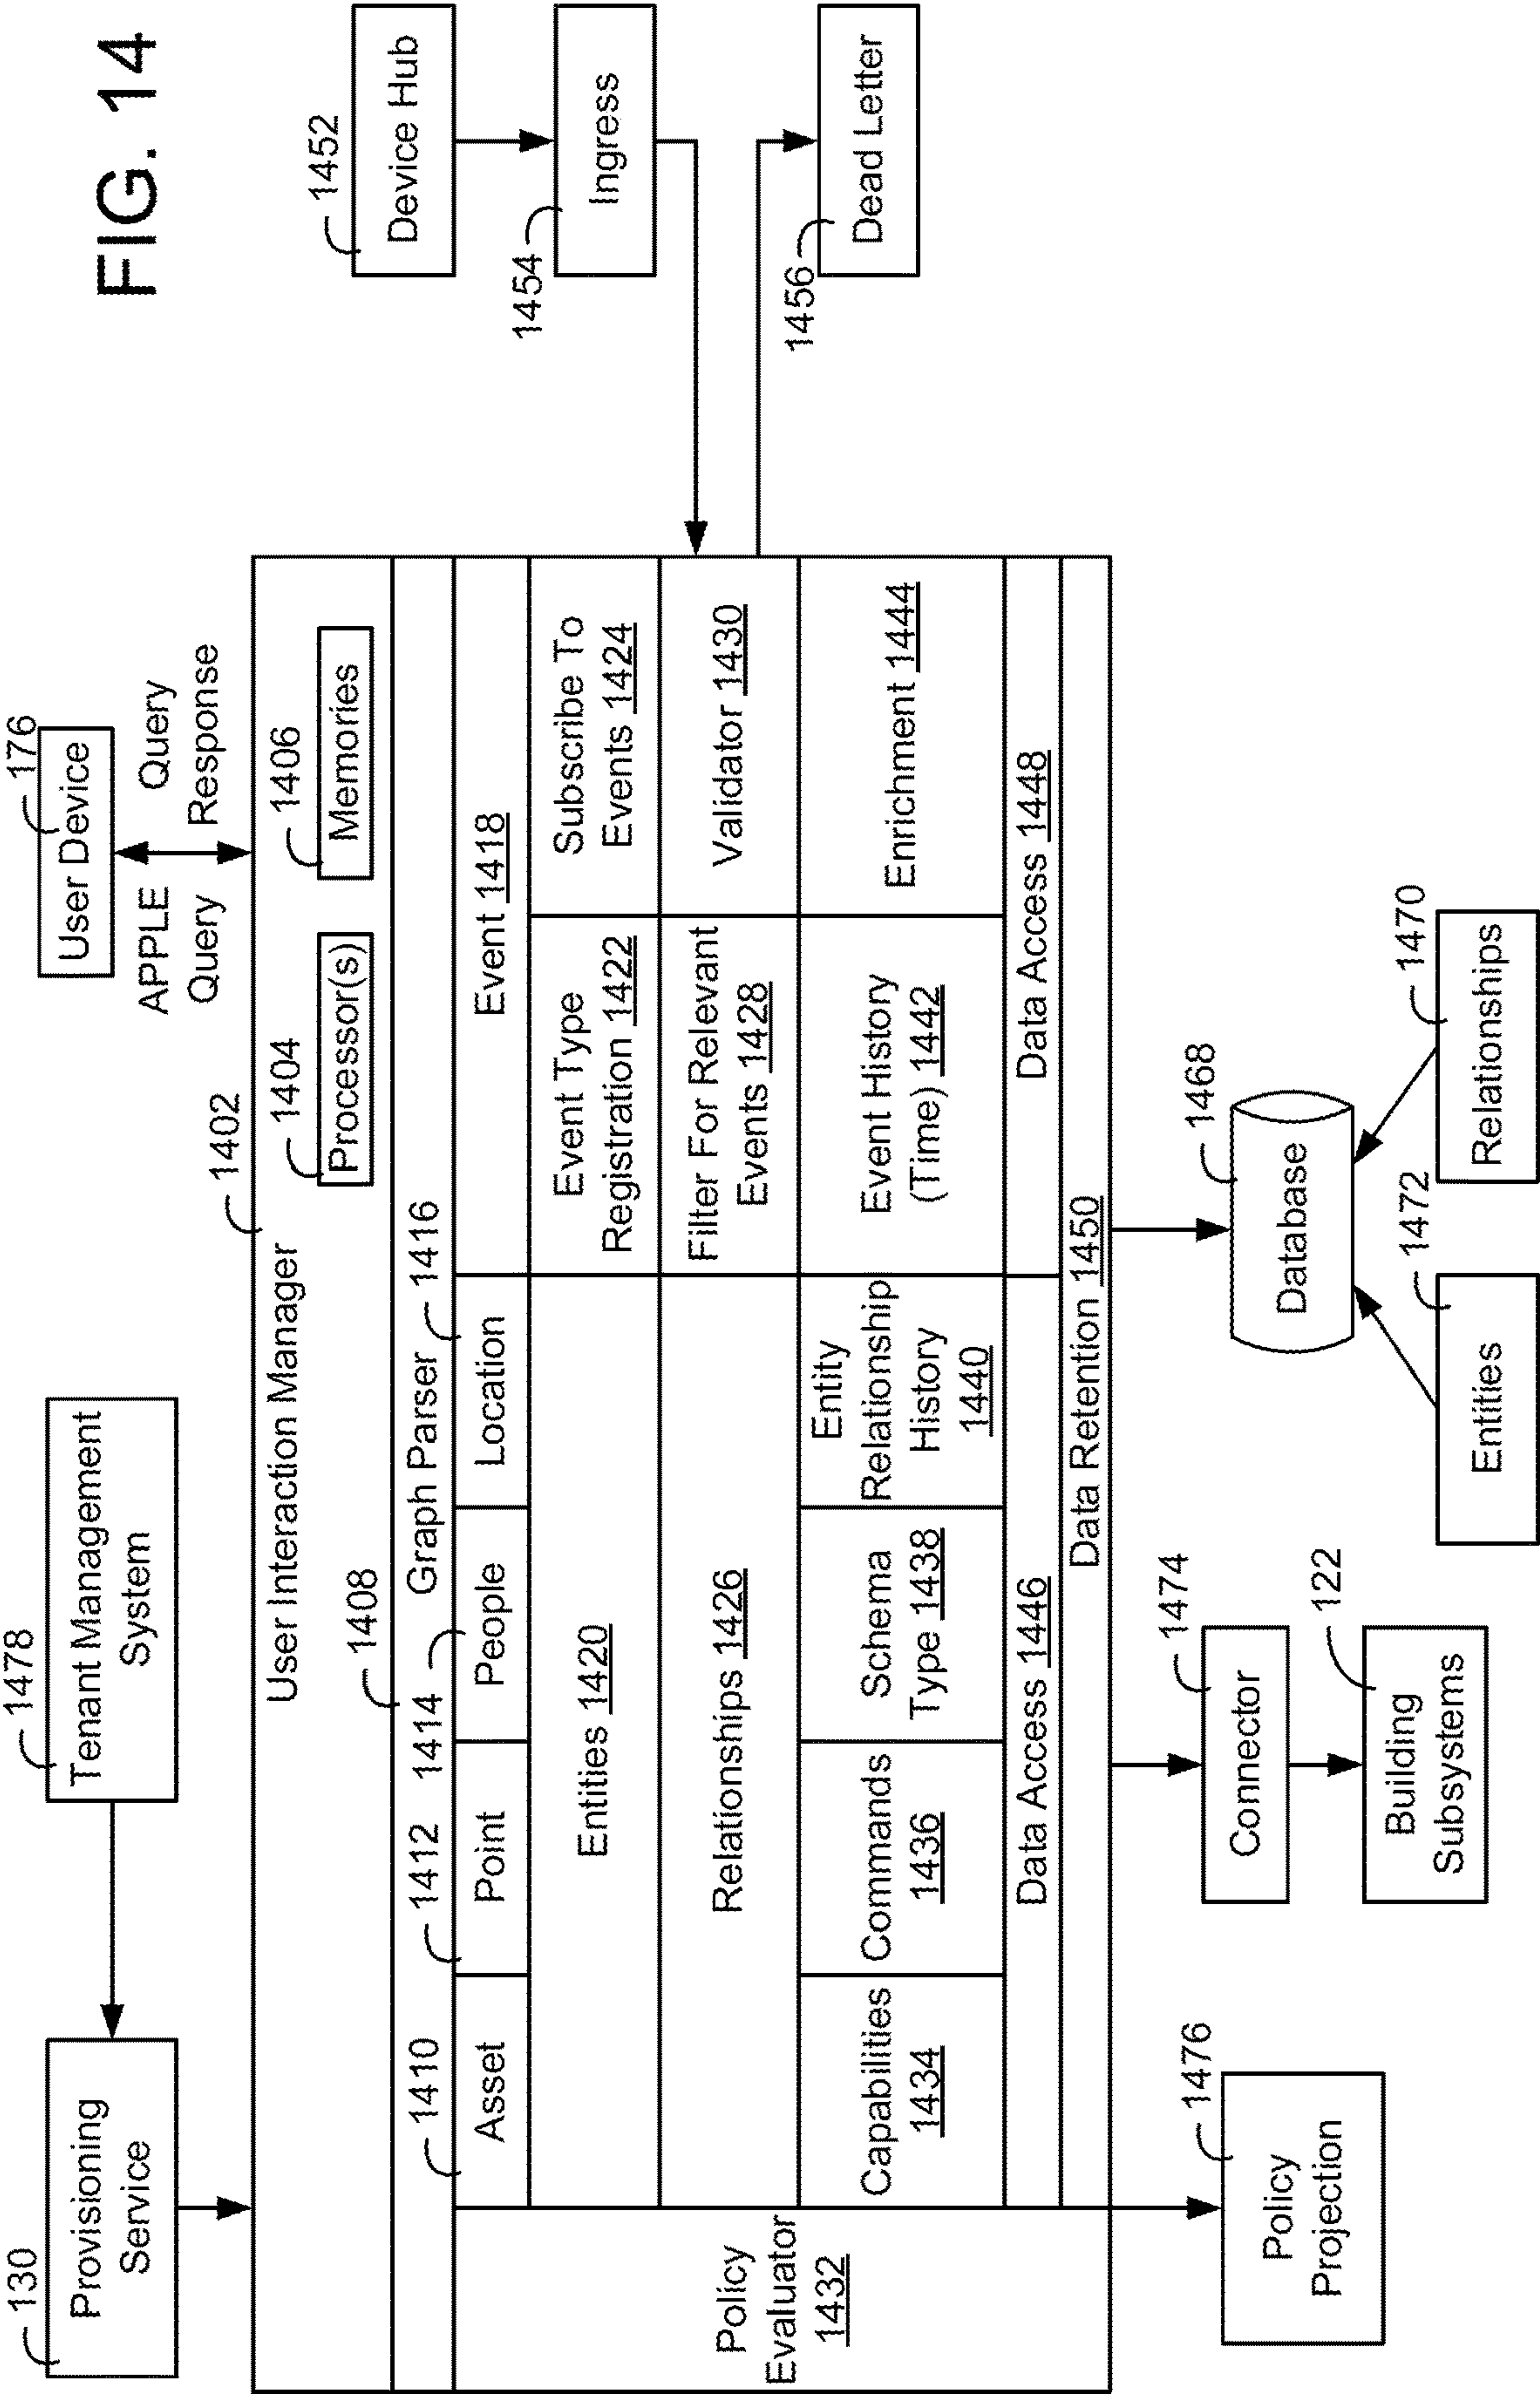 FIG. 14
130
Provisioning
Service
1478
Tenant Management
System
176
User Device
APPLE
Query
Query
Response
1402
User Interaction Manager
1404
Processor(s)
1406
Memories
1408
Graph Parser
1410
Asset
1412
Point
1414
People
1416
Location
Event 1418
Entities 1420
Event Type
Registration 1422
Subscribe To
Events 1424
Relationships 1426
Filter For Relevant
Events 1428
Validator 1430
Policy
Evaluator
1432
Capabilities
1434
Commands
1436
Schema
Type 1438
Entity
Relationship
History
1440
Event History
(Time) 1442
Enrichment 1444
Data Access 1446
Data Access 1448
Data Retention 1450
1452
Device Hub
1454
Ingress
1456
Dead Letter
1476
Policy
Projection
1474
Connector
122
Building
Subsystems
1468
Database
1472
Entities
1470
Relationships